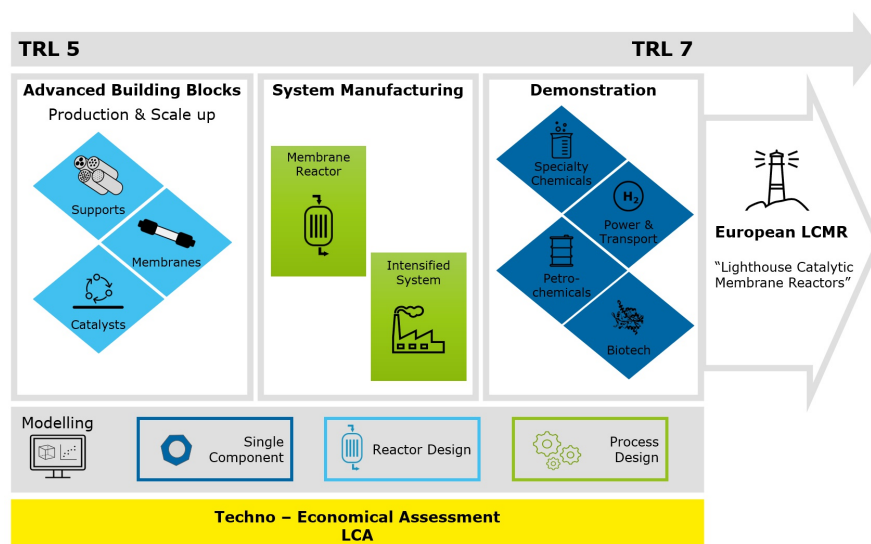 TRL 5
TRL 7
Advanced Building Blocks
Production & Scale up
Supports
Membranes
Catalysts
System Manufacturing
Membrane
Reactor
Intensified
System
Demonstration
Specialty
Chemicals
H2
Power &
Transport
Petro-
chemicals
Biotech
European LCMR
“Lighthouse Catalytic
Membrane Reactors”
Modelling
Single
Component
Reactor Design
Process
Design
Techno – Economical Assessment
LCA